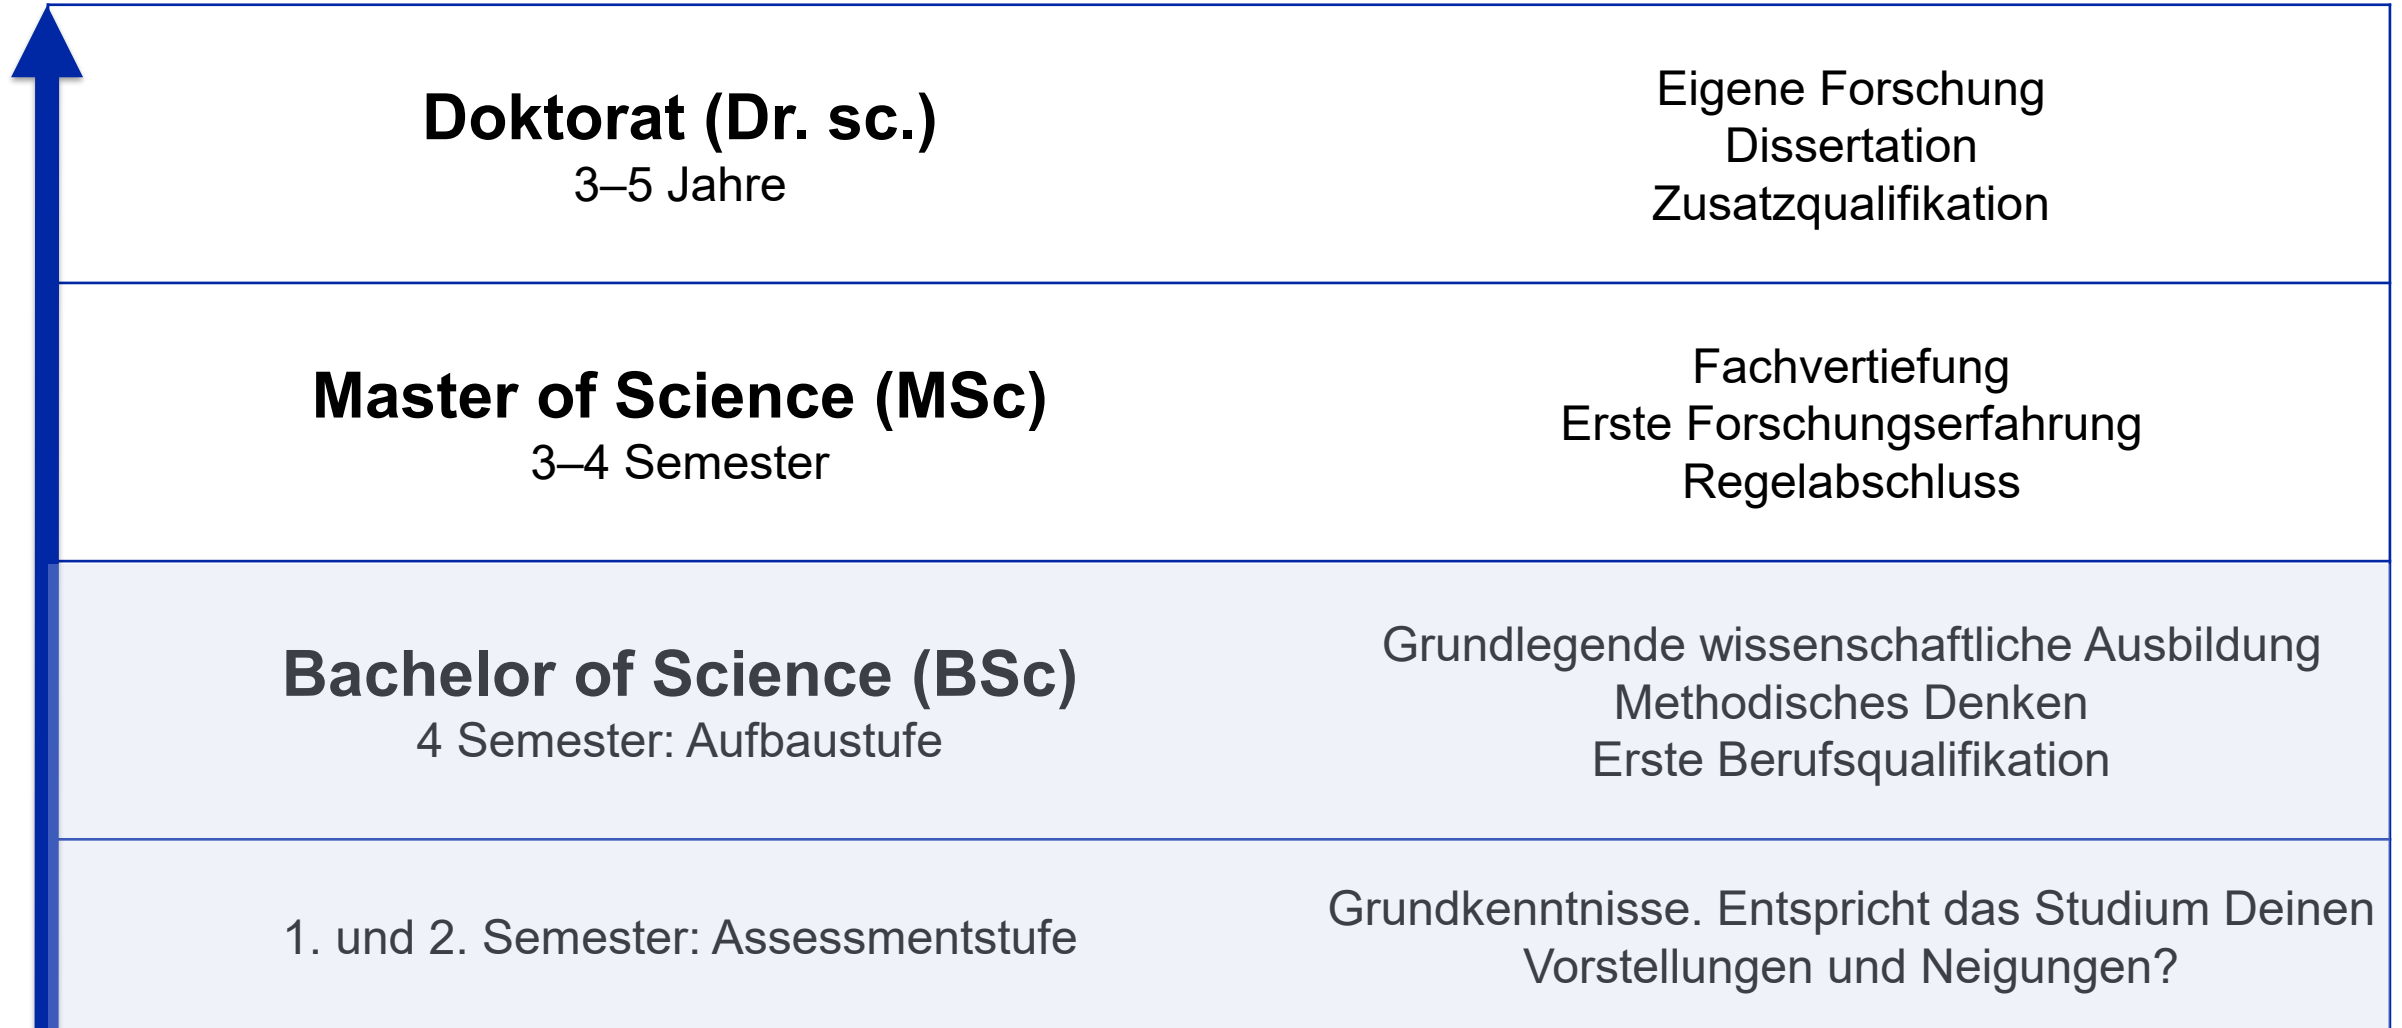 Doktorat (Dr. sc.)
3–5 Jahre
Eigene Forschung
Dissertation
Zusatzqualifikation
Master of Science (MSc)
3–4 Semester
Fachvertiefung
Erste Forschungserfahrung
Regelabschluss
Bachelor of Science (BSc)
4 Semester: Aufbaustufe
Grundlegende wissenschaftliche Ausbildung
Methodisches Denken
Erste Berufsqualifikation
1. und 2. Semester: Assessmentstufe
Grundkenntnisse. Entspricht das Studium Deinen
Vorstellungen und Neigungen?